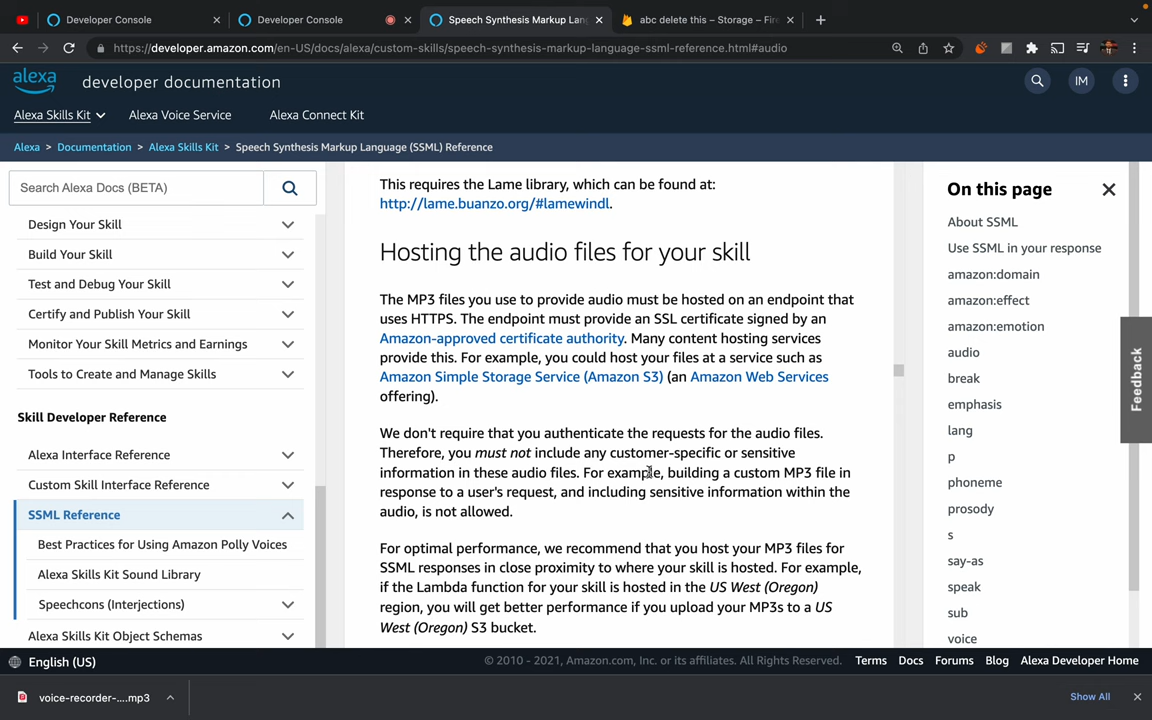 Developer Console
Developer Console
Speech Synthesis Markup Lang
abc delete this – Storage – Fire
https://developer.amazon.com/en-US/docs/alexa/custom-skills/speech-synthesis-markup-language-ssml-reference.html#audio
alexa
developer documentation
IM
Alexa Skills Kit
Alexa Voice Service
Alexa Connect Kit
Alexa > Documentation > Alexa Skills Kit > Speech Synthesis Markup Language (SSML) Reference
Search Alexa Docs (BETA)
Design Your Skill
Build Your Skill
Test and Debug Your Skill
Certify and Publish Your Skill
Monitor Your Skill Metrics and Earnings
Tools to Create and Manage Skills
Skill Developer Reference
Alexa Interface Reference
Custom Skill Interface Reference
SSML Reference
Best Practices for Using Amazon Polly Voices
Alexa Skills Kit Sound Library
Speechcons (Interjections)
Alexa Skills Kit Object Schemas
This requires the Lame library, which can be found at:
http://lame.buanzo.org/#lamewindl.
Hosting the audio files for your skill
The MP3 files you use to provide audio must be hosted on an endpoint that
uses HTTPS. The endpoint must provide an SSL certificate signed by an
Amazon-approved certificate authority. Many content hosting services
provide this. For example, you could host your files at a service such as
Amazon Simple Storage Service (Amazon S3) (an Amazon Web Services
offering).
We don't require that you authenticate the requests for the audio files.
Therefore, you must not include any customer-specific or sensitive
information in these audio files. For example, building a custom MP3 file in
response to a user's request, and including sensitive information within the
audio, is not allowed.
For optimal performance, we recommend that you host your MP3 files for
SSML responses in close proximity to where your skill is hosted. For example,
if the Lambda function for your skill is hosted in the US West (Oregon)
region, you will get better performance if you upload your MP3s to a US
West (Oregon) S3 bucket.
On this page
About SSML
Use SSML in your response
amazon:domain
amazon:effect
amazon:emotion
audio
break
emphasis
lang
p
phoneme
prosody
s
say-as
speak
sub
voice
Feedback
English (US)
© 2010 - 2021, Amazon.com, Inc. or its affiliates. All Rights Reserved.
Terms
Docs
Forums
Blog
Alexa Developer Home
voice-recorder-....mp3
Show All